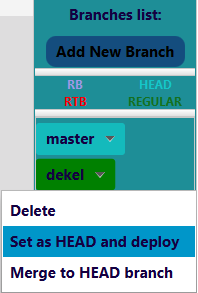 Branches list:
Add New Branch
RB HEAD
RTB REGULAR
master
dekel
Delete
Set as HEAD and deploy
Merge to HEAD branch